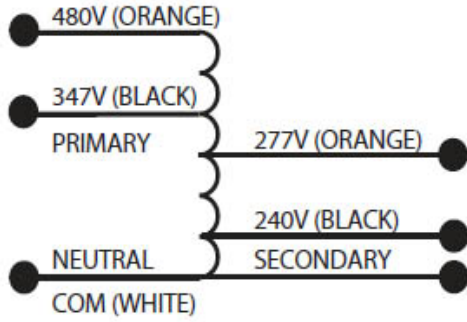 480V (ORANGE)
347V (BLACK)
PRIMARY
277V (ORANGE)
240V (BLACK)
NEUTRAL
SECONDARY
COM (WHITE)